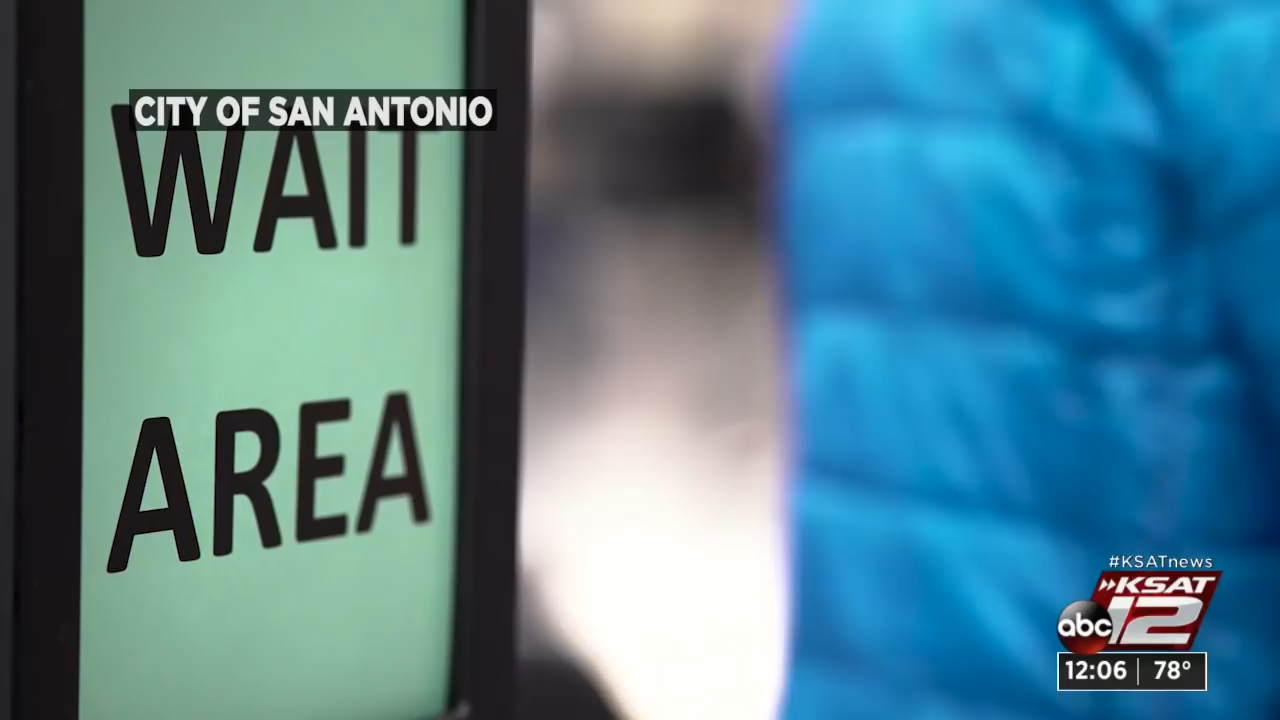 CITY OF SAN ANTONIO
WAIT
AREA
#KSATnews
KSAT
abc 12
12:06 78°